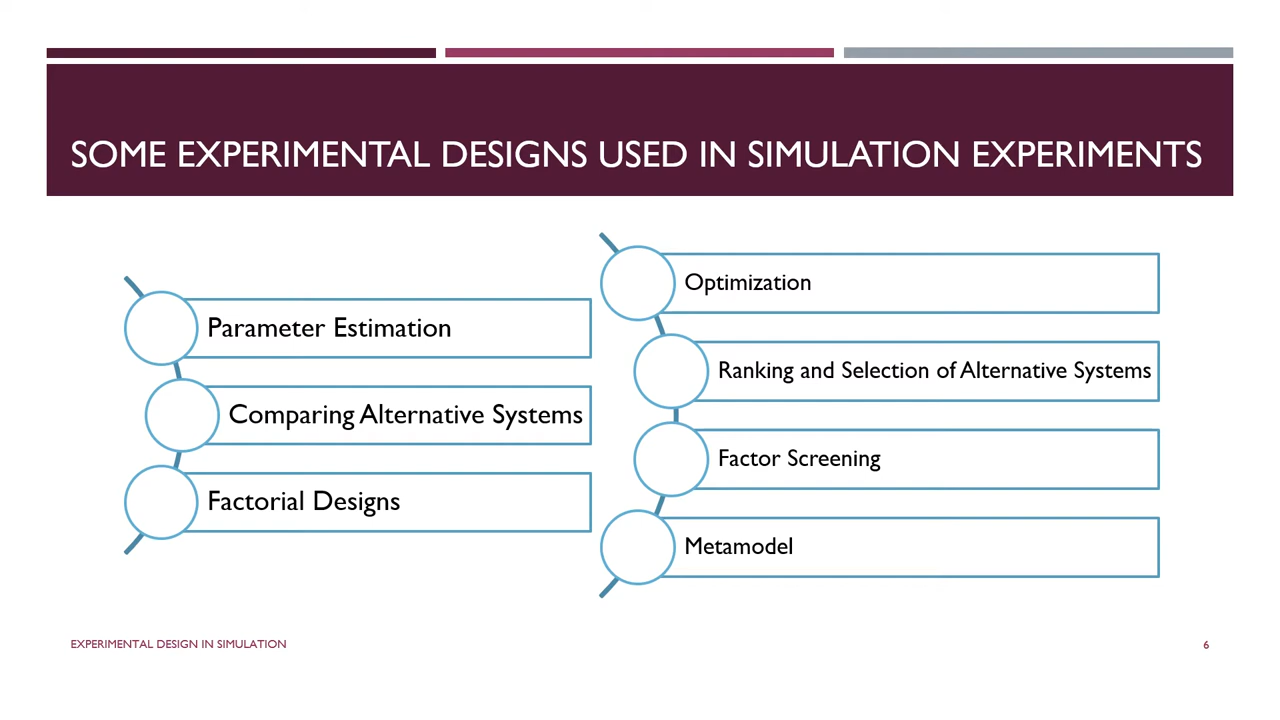 SOME EXPERIMENTAL DESIGNS USED IN SIMULATION EXPERIMENTS
Parameter Estimation
Comparing Alternative Systems
Factorial Designs
Optimization
Ranking and Selection of Alternative Systems
Factor Screening
Metamodel
EXPERIMENTAL DESIGN IN SIMULATION
6